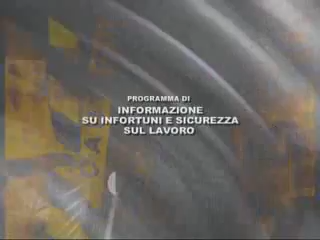 PROGRAMMA DI
INFORMAZIONE
SU INFORTUNI E SICUREZZA
SUL LAVORO